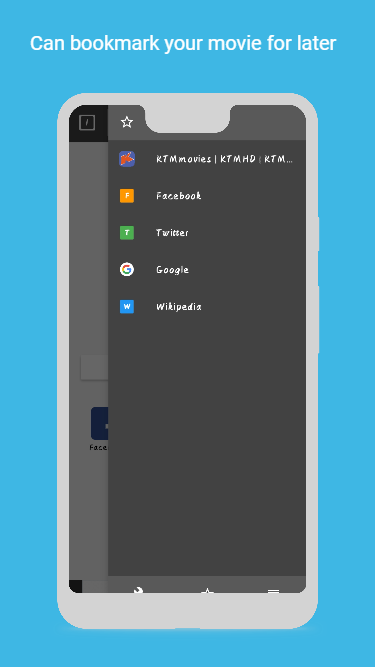 Can bookmark your movie for later
KTMmovies | KTMHD | KTM...
F Facebook
T Twitter
G Google
W Wikipedia
Face